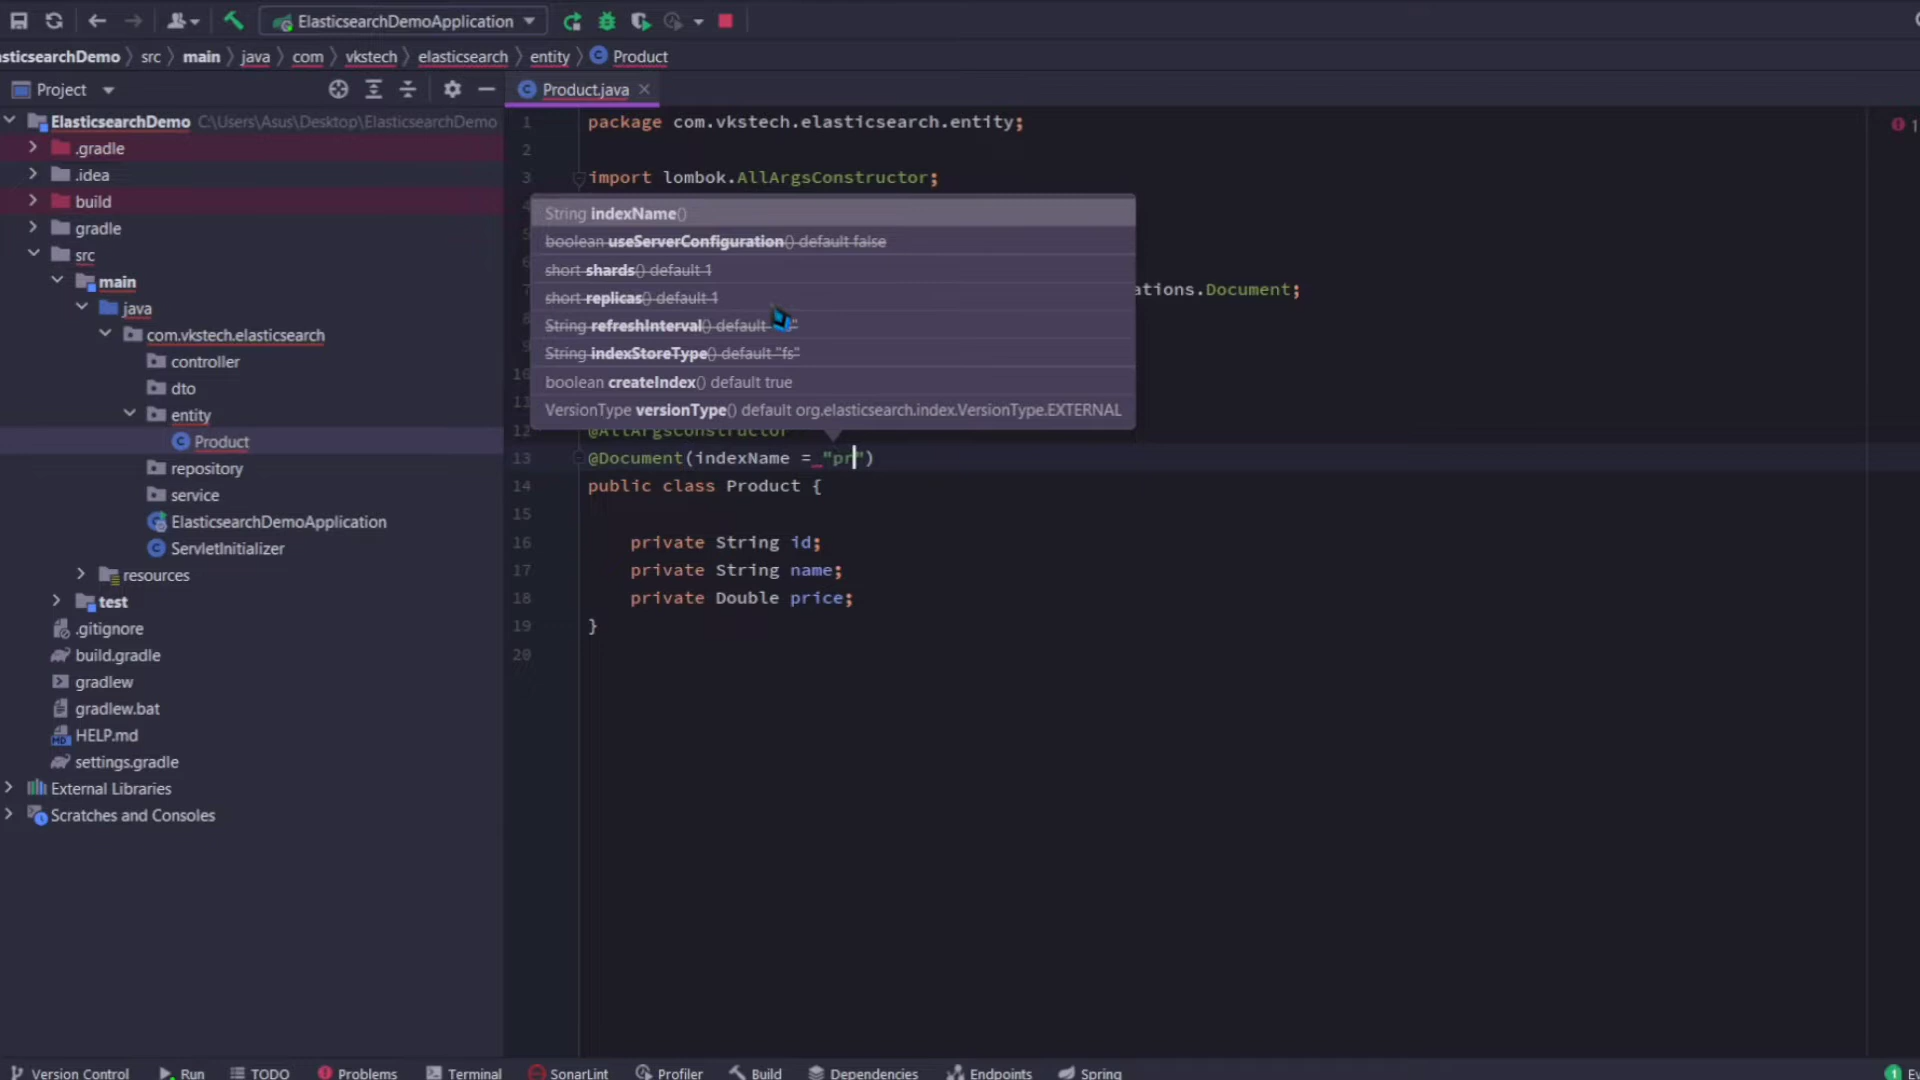 ElasticsearchDemoApplication
asticsearchDemo src main java com vkstech elasticsearch entity Product
Project
Product.java
ElasticsearchDemo C:\Users\Asus\Desktop\ElasticsearchDemo
.gradle
.idea
build
gradle
src
main
java
com.vkstech.elasticsearch
controller
dto
entity
Product
repository
service
ElasticsearchDemoApplication
ServletInitializer
resources
test
.gitignore
build.gradle
gradlew
gradlew.bat
HELP.md
settings.gradle
External Libraries
Scratches and Consoles
1 package com.vkstech.elasticsearch.entity;
1
2
3 import lombok.AllArgsConstructor;
String indexName()
boolean useServerConfiguration() default false
short shards() default 1
short replicas() default 1
7 ations.Document;
String refreshInterval() default
String indexStoreType() default "fs"
boolean createIndex() default true
VersionType versionType() default org.elasticsearch.index.VersionType.EXTERNAL
12 @AllArgsConstructor
13 @Document(indexName = "pr")
14 public class Product {
15
16 private String id;
17 private String name;
18 private Double price;
19 }
20
Version Control Run TODO Problems Terminal SonarLint Profiler Build Dependencies Endpoints Spring 1 Ev